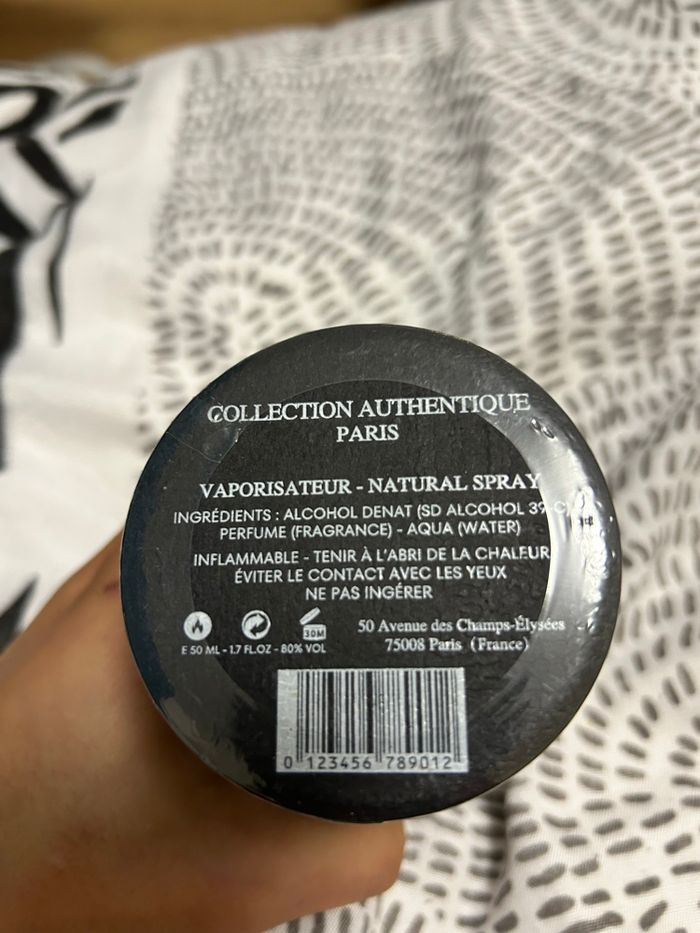 COLLECTION AUTHENTIQUE
PARIS
VAPORISATEUR - NATURAL SPRAY
INGRÉDIENTS : ALCOHOL DENAT (SD ALCOHOL 39-C)
PERFUME (FRAGRANCE) - AQUA (WATER)
INFLAMMABLE - TENIR À L'ABRI DE LA CHALEUR
ÉVITER LE CONTACT AVEC LES YEUX
NE PAS INGÉRER
30M
E 50 ML - 1.7 FL.OZ - 80% VOL
50 Avenue des Champs-Élysées
75008 Paris (France)
0 123456 789012